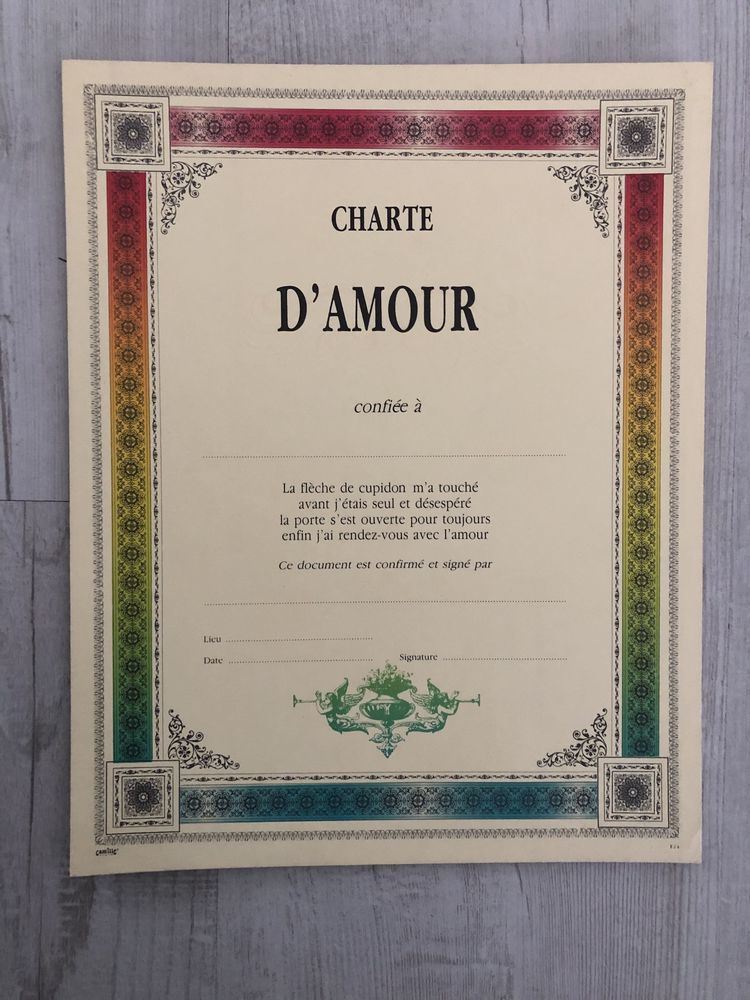 CHARTE
D'AMOUR
confiée à
La flèche de cupidon m'a touché
avant j'étais seul et désespéré
la porte s'est ouverte pour toujours
enfin j'ai rendez-vous avec l'amour
Ce document est confirmé et signé par
Lieu
Date
Signature